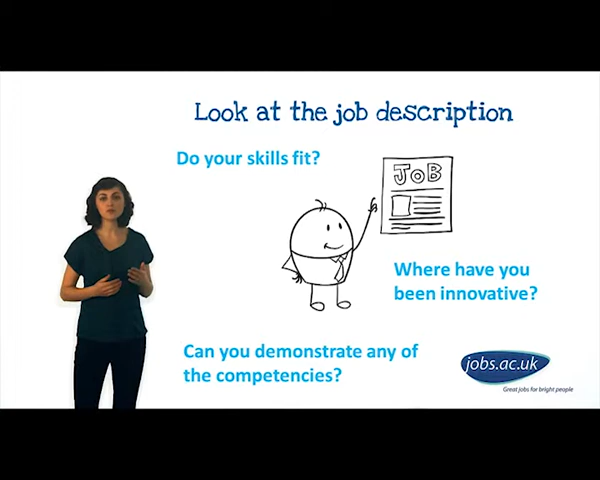 Look at the job description
Do your skills fit?
JOB
Where have you
been innovative?
Can you demonstrate any of
the competencies?
jobs.ac.uk
Great jobs for bright people